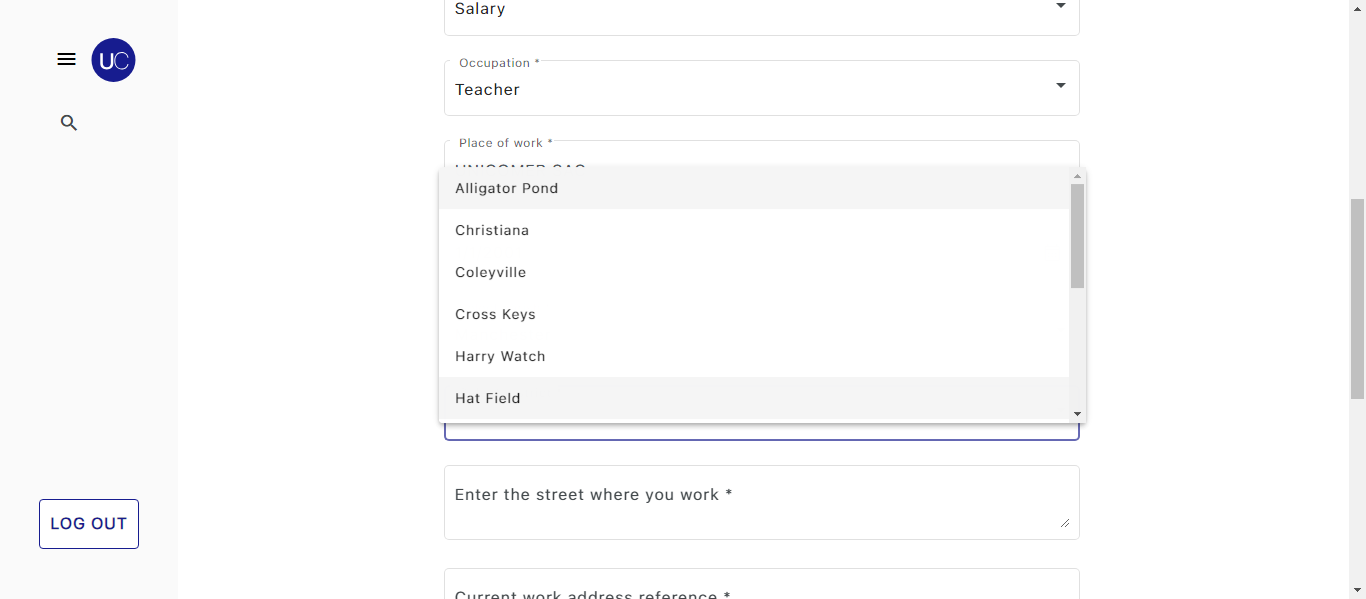 UC
Salary
Occupation *
Teacher
Place of work *
Alligator Pond
Christiana
Coleyville
Cross Keys
Harry Watch
Hat Field
Enter the street where you work *
Current work address reference *
LOG OUT